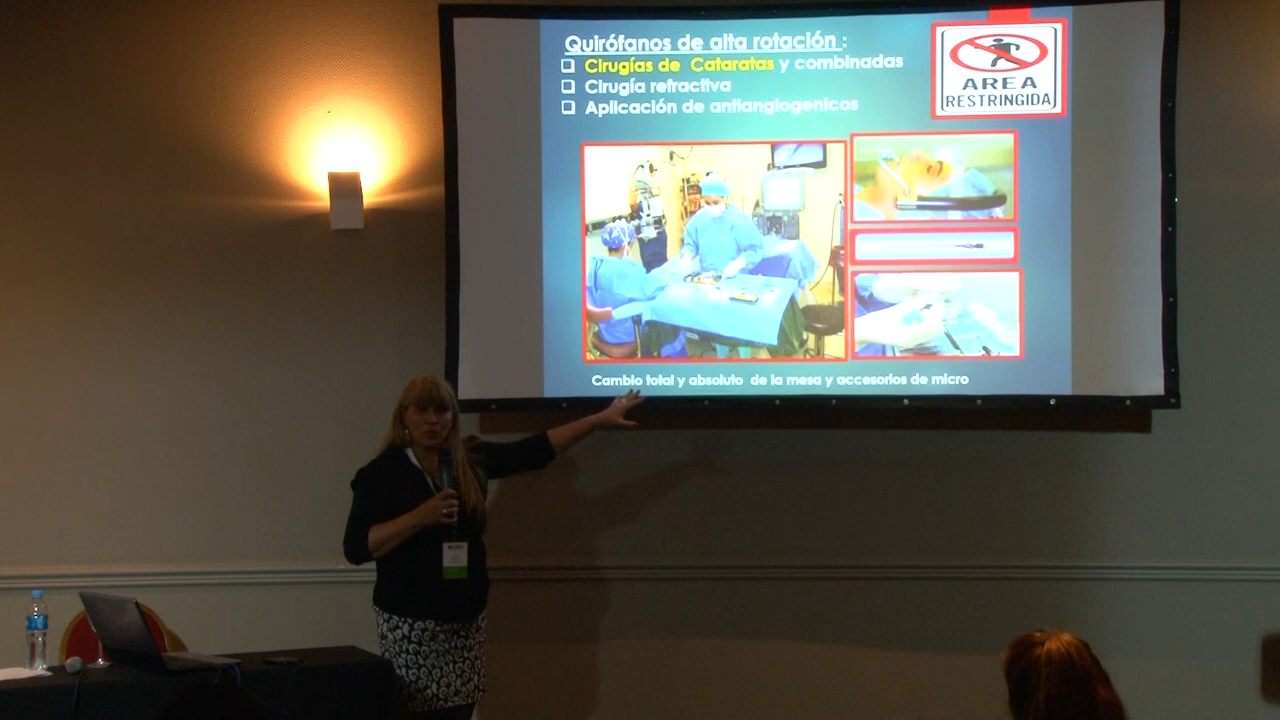 Quirófanos de alta rotación :
❑ Cirugías de Cataratas y combinadas
❑ Cirugía refractiva
❑ Aplicación de antiangiogenicos
AREA
RESTRINGIDA
Cambio total y absoluto de la mesa y accesorios de micro